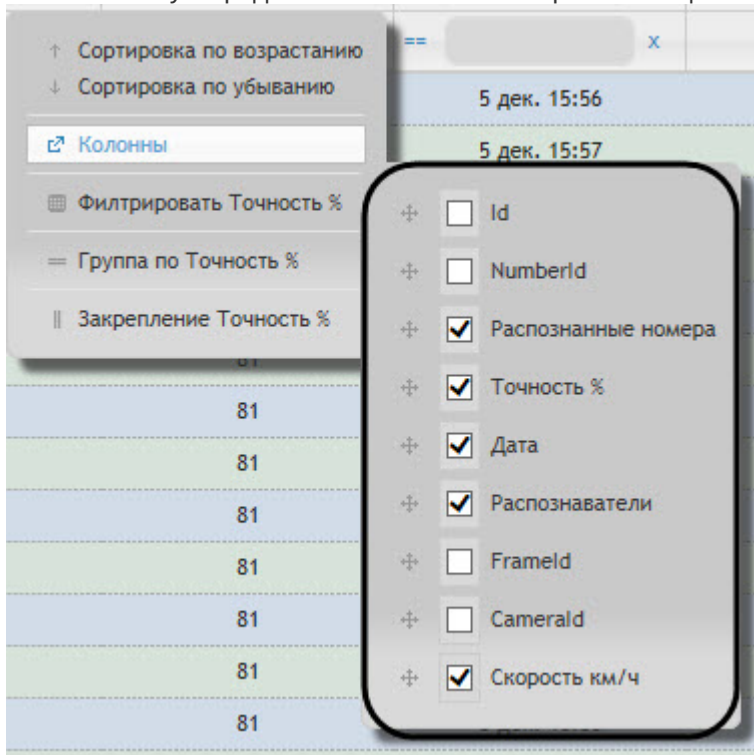 Сортировка по возрастанию
Сортировка по убыванию
Колонны
Филтрировать Точность %
Группа по Точность %
Закрепление Точность %
== x
5 дек. 15:56
5 дек. 15:57
Id
NumberId
Распознанные номера
Точность %
Дата
Распознаватели
FrameId
CameraId
Скорость км/ч
81
81
81
81
81
81
81